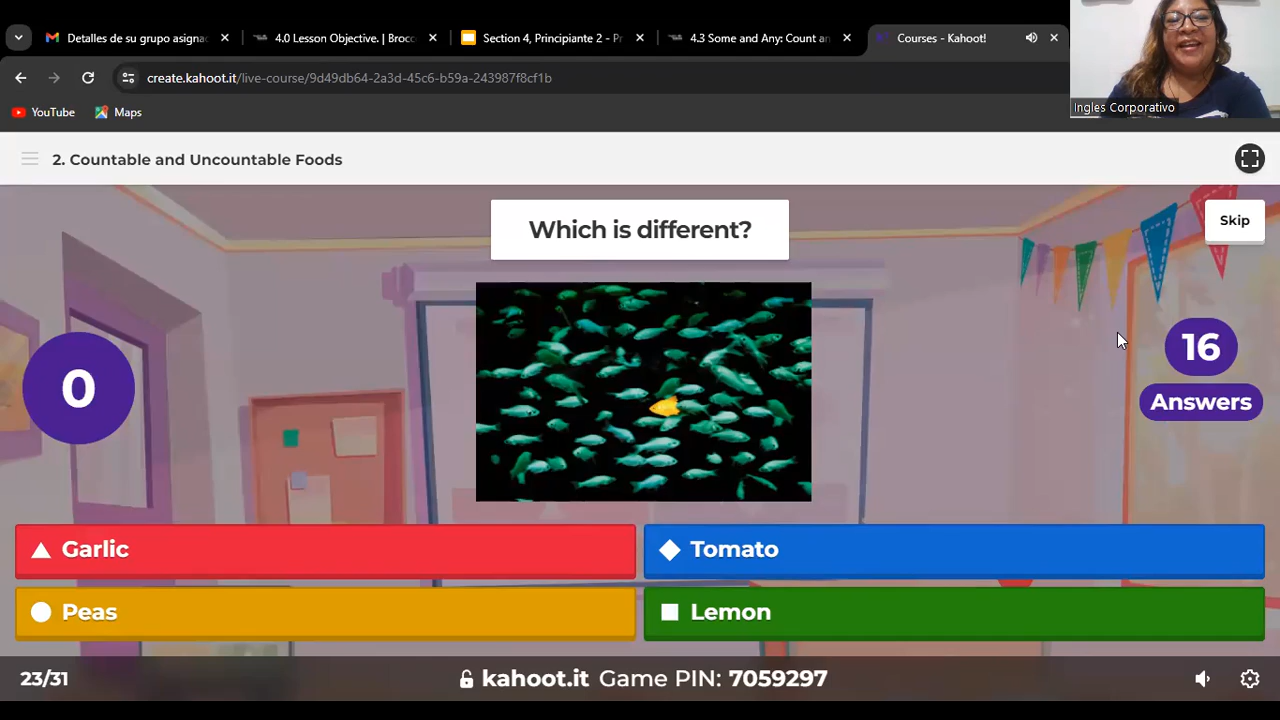 Detalles de su grupo asigna
4.0 Lesson Objective. | Brocc
Section 4, Principiante 2 - Pr
4.3 Some and Any: Count an
Courses - Kahoot!
create.kahoot.it/live-course/9d49db64-2a3d-45c6-b59a-243987f8cf1b
YouTube
Maps
Ingles Corporativo
2. Countable and Uncountable Foods
Which is different?
Skip
0
16
Answers
Garlic
Tomato
Peas
Lemon
23/31
kahoot.it Game PIN: 7059297